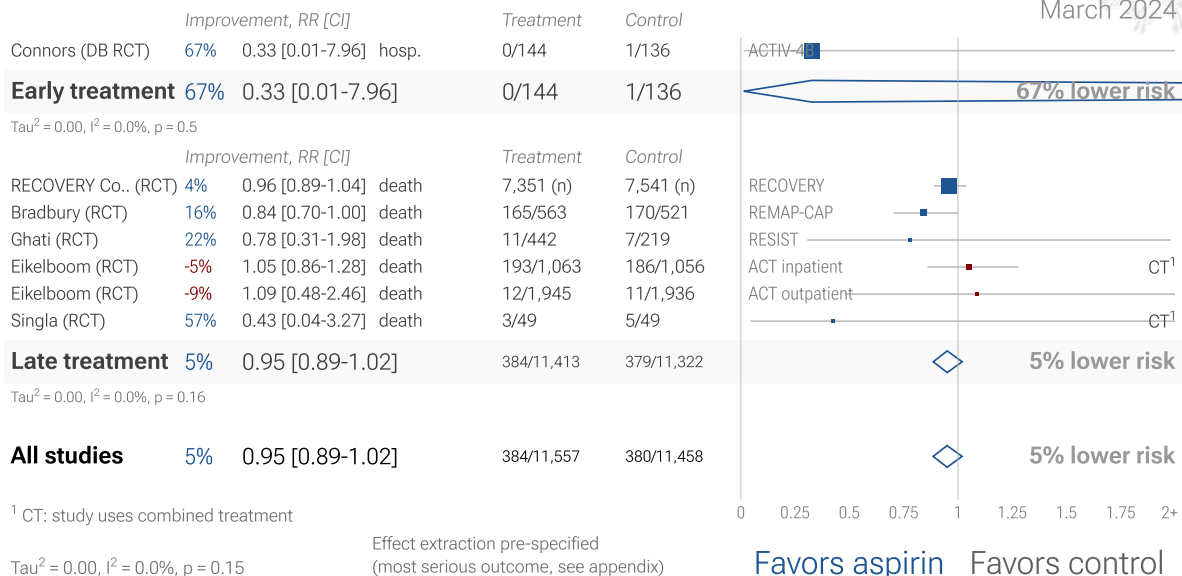 March 2024
Improvement, RR [CI] Treatment Control
Connors (DB RCT) 67% 0.33 [0.01-7.96] hosp. 0/144 1/136 ACTIV-4B
Early treatment 67% 0.33 [0.01-7.96] 0/144 1/136 67% lower risk
Tau² = 0.00, I² = 0.0%, p = 0.5
Improvement, RR [CI] Treatment Control
RECOVERY Co.. (RCT) 4% 0.96 [0.89-1.04] death 7,351 (n) 7,541 (n) RECOVERY
Bradbury (RCT) 16% 0.84 [0.70-1.00] death 165/563 170/521 REMAP-CAP
Ghati (RCT) 22% 0.78 [0.31-1.98] death 11/442 7/219 RESIST
Eikelboom (RCT) -5% 1.05 [0.86-1.28] death 193/1,063 186/1,056 ACT inpatient CT¹
Eikelboom (RCT) -9% 1.09 [0.48-2.46] death 12/1,945 11/1,936 ACT outpatient
Singla (RCT) 57% 0.43 [0.04-3.27] death 3/49 5/49 CT¹
Late treatment 5% 0.95 [0.89-1.02] 384/11,413 379/11,322 5% lower risk
Tau² = 0.00, I² = 0.0%, p = 0.16
All studies 5% 0.95 [0.89-1.02] 384/11,557 380/11,458 5% lower risk
0 0.25 0.5 0.75 1 1.25 1.5 1.75 2+
¹ CT: study uses combined treatment
Effect extraction pre-specified
(most serious outcome, see appendix)
Tau² = 0.00, I² = 0.0%, p = 0.15
Favors aspirin Favors control